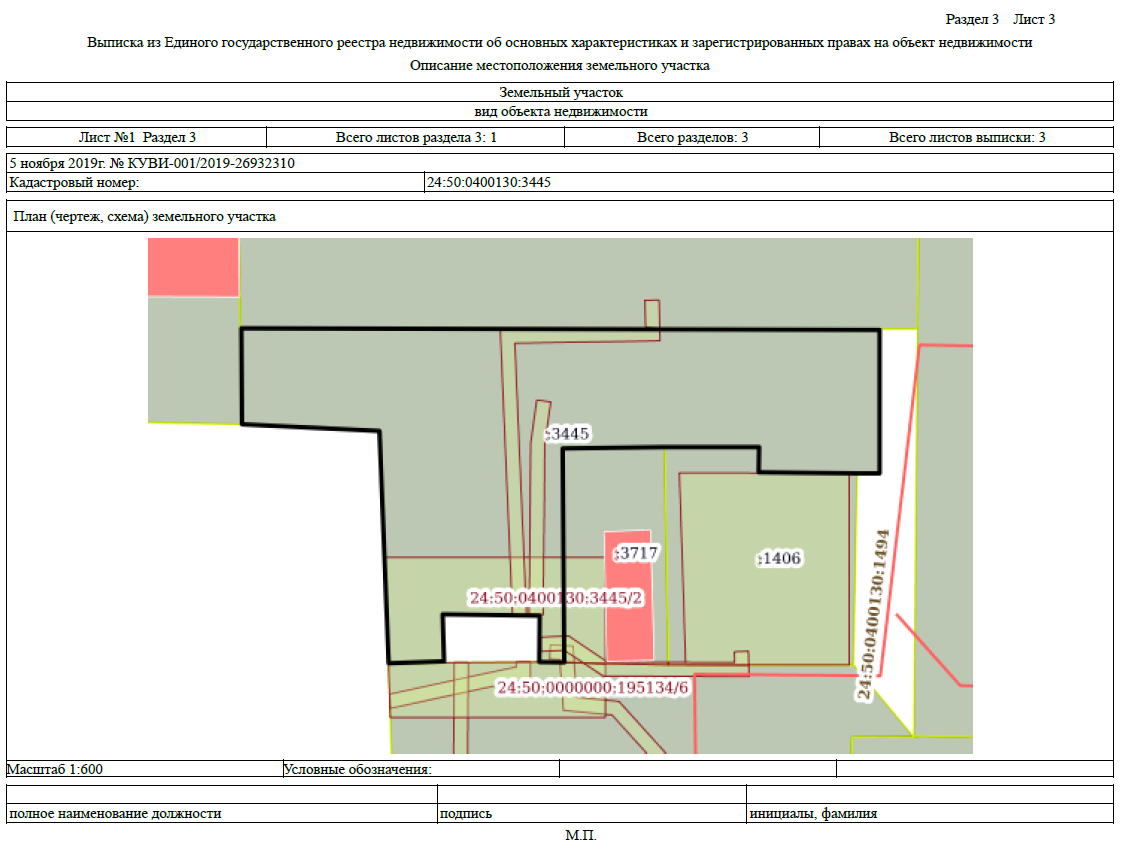 Раздел 3 Лист 3
Выписка из Единого государственного реестра недвижимости об основных характеристиках и зарегистрированных правах на объект недвижимости
Описание местоположения земельного участка
Земельный участок
вид объекта недвижимости
Лист №1 Раздел 3 Всего листов раздела 3: 1 Всего разделов: 3 Всего листов выписки: 3
5 ноября 2019г. № КУВИ-001/2019-26932310
Кадастровый номер: 24:50:0400130:3445
План (чертеж, схема) земельного участка
:3445
:3717
:1406
24:50:0400130:3445/2
24:50:0400130:1494
24:50:0000000:195134/6
Масштаб 1:600 Условные обозначения:
полное наименование должности подпись инициалы, фамилия
М.П.